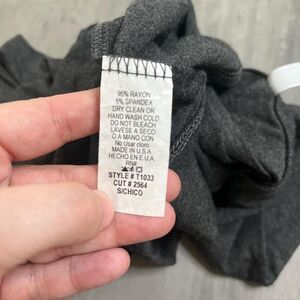 95% RAYON
5% SPANDEX
DRY CLEAN OR
HAND WASH COLD
DO NOT BLEACH
LAVESE A SECO
O A MANO CON
No Usar cloro
MADE IN U.S.A
HECHO EN E.U.A.
RN#
STYLE # T1033
CUT # 2564
S/CHICO